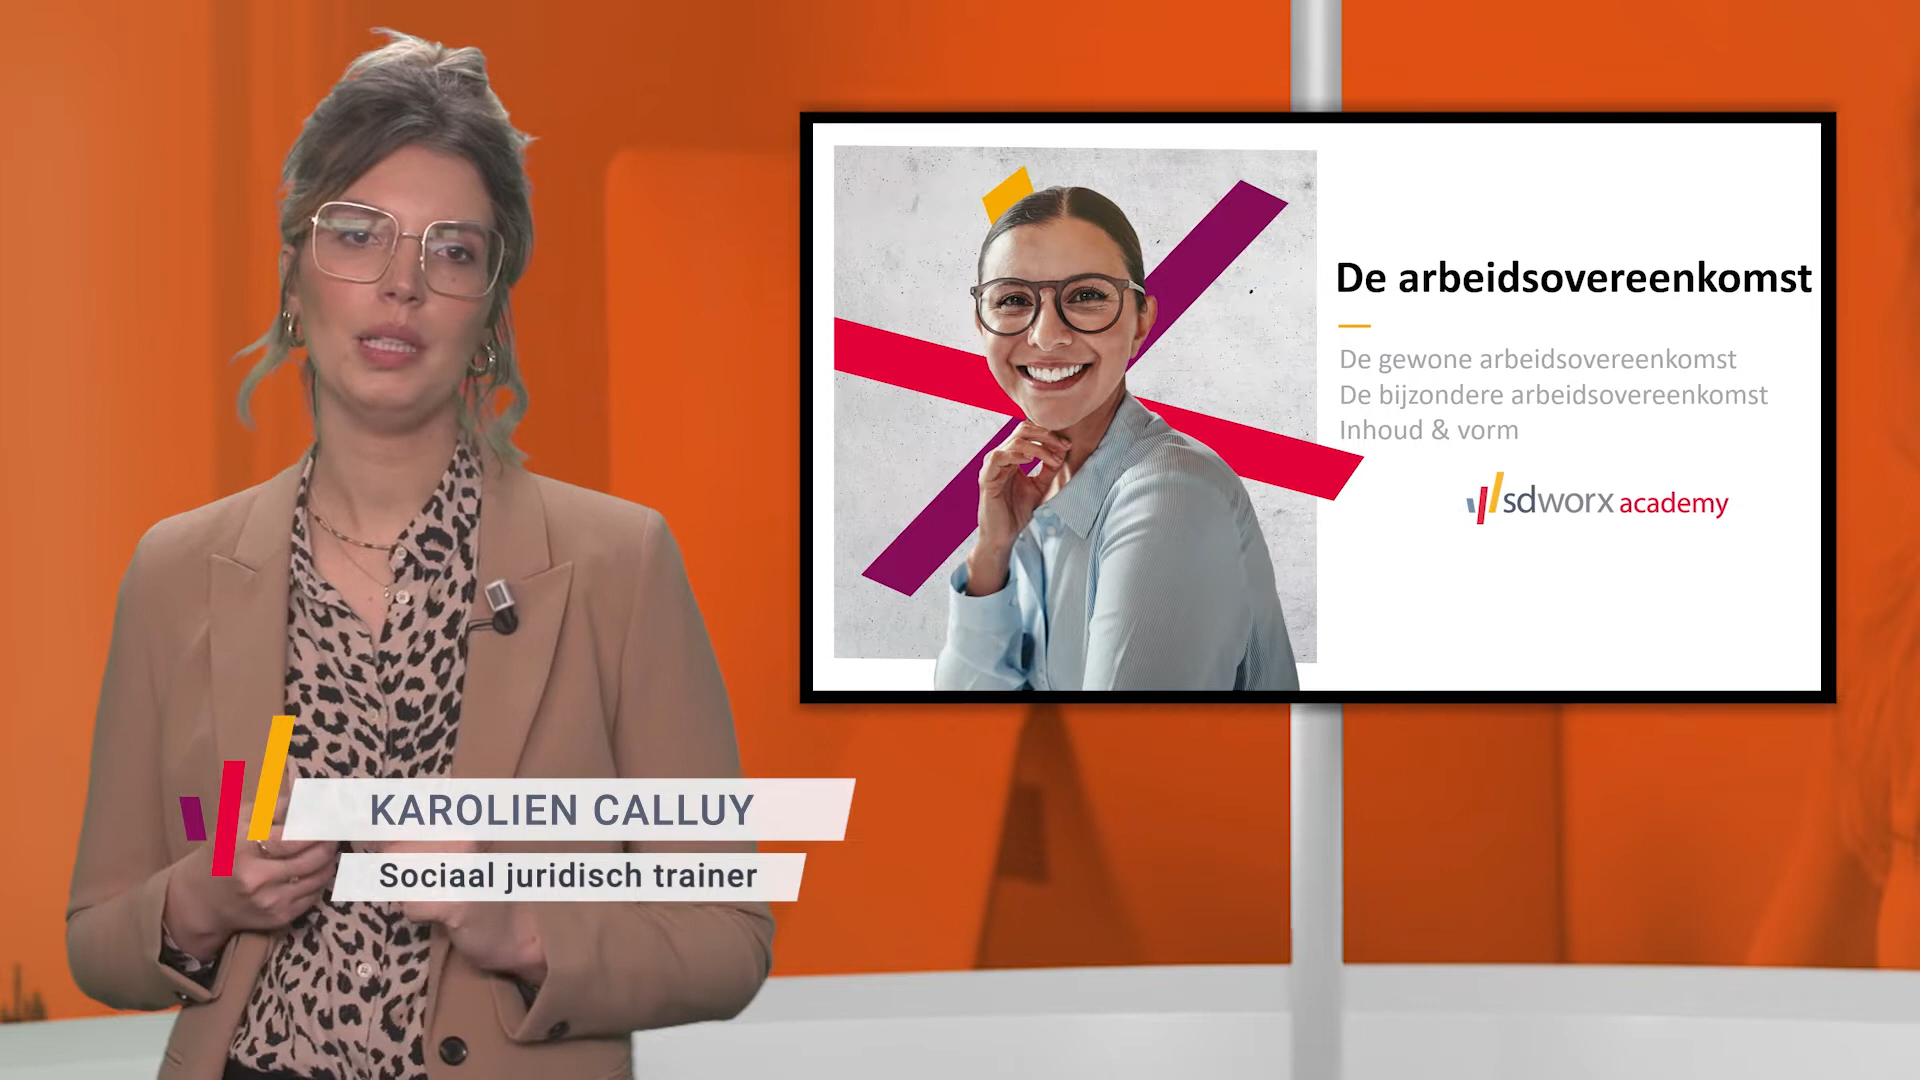 De arbeidsovereenkomst
De gewone arbeidsovereenkomst
De bijzondere arbeidsovereenkomst
Inhoud & vorm
sdworx academy
KAROLIEN CALLUY
Sociaal juridisch trainer